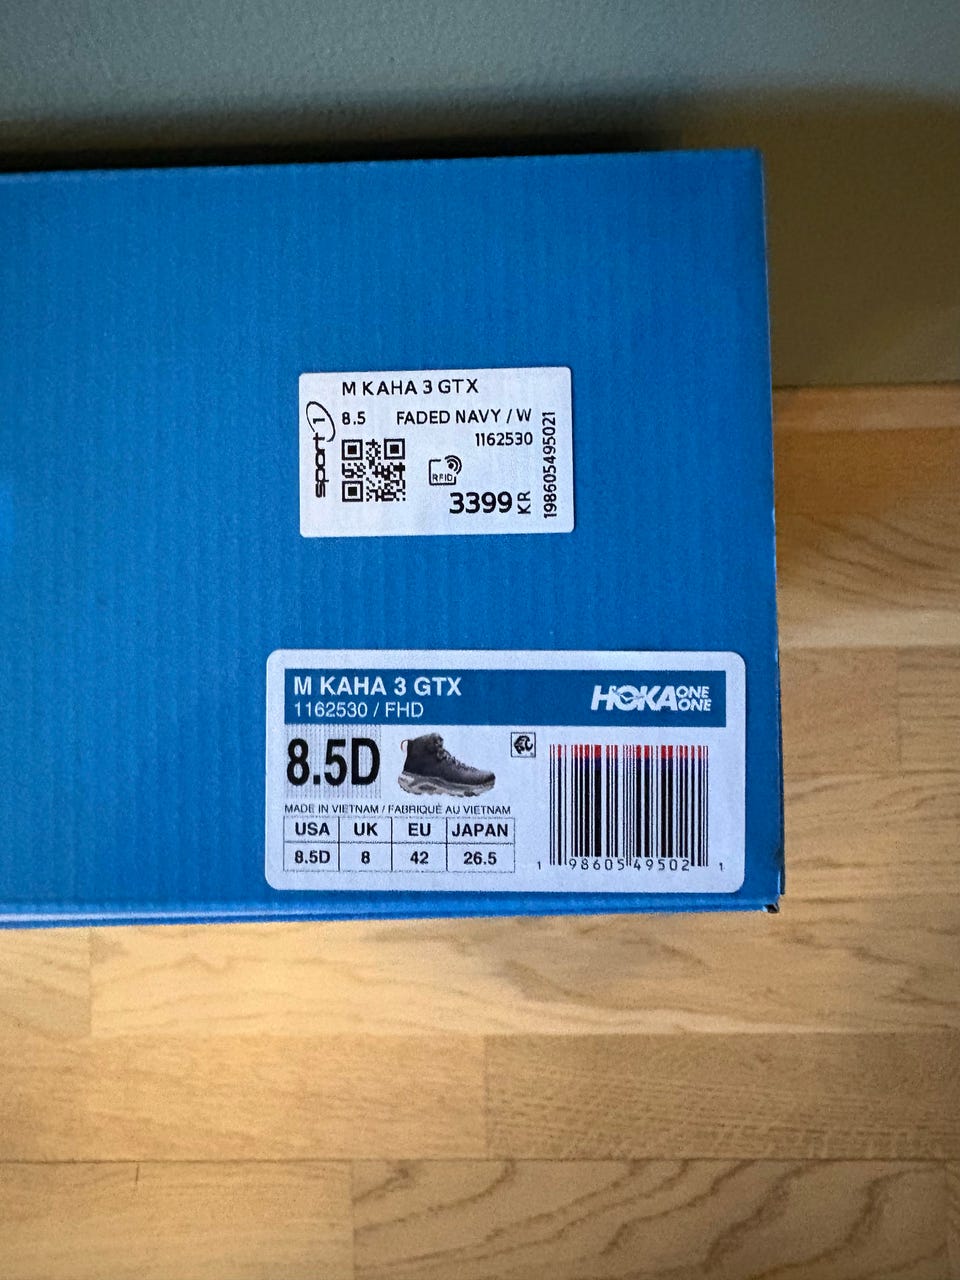 M KAHA 3 GTX
8.5 FADED NAVY / W
1162530
sport1
RFID
3399 KR
198605495021
M KAHA 3 GTX
1162530 / FHD
HOKA ONE ONE
8.5D
MADE IN VIETNAM / FABRIQUÉ AU VIETNAM
USA UK EU JAPAN
8.5D 8 42 26.5
1 98605 49502 1